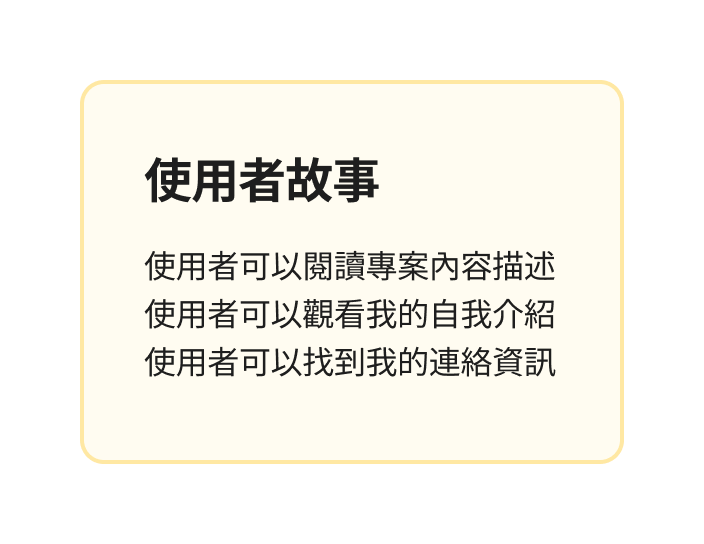 使用者故事
使用者可以閱讀專案內容描述
使用者可以觀看我的自我介紹
使用者可以找到我的連絡資訊